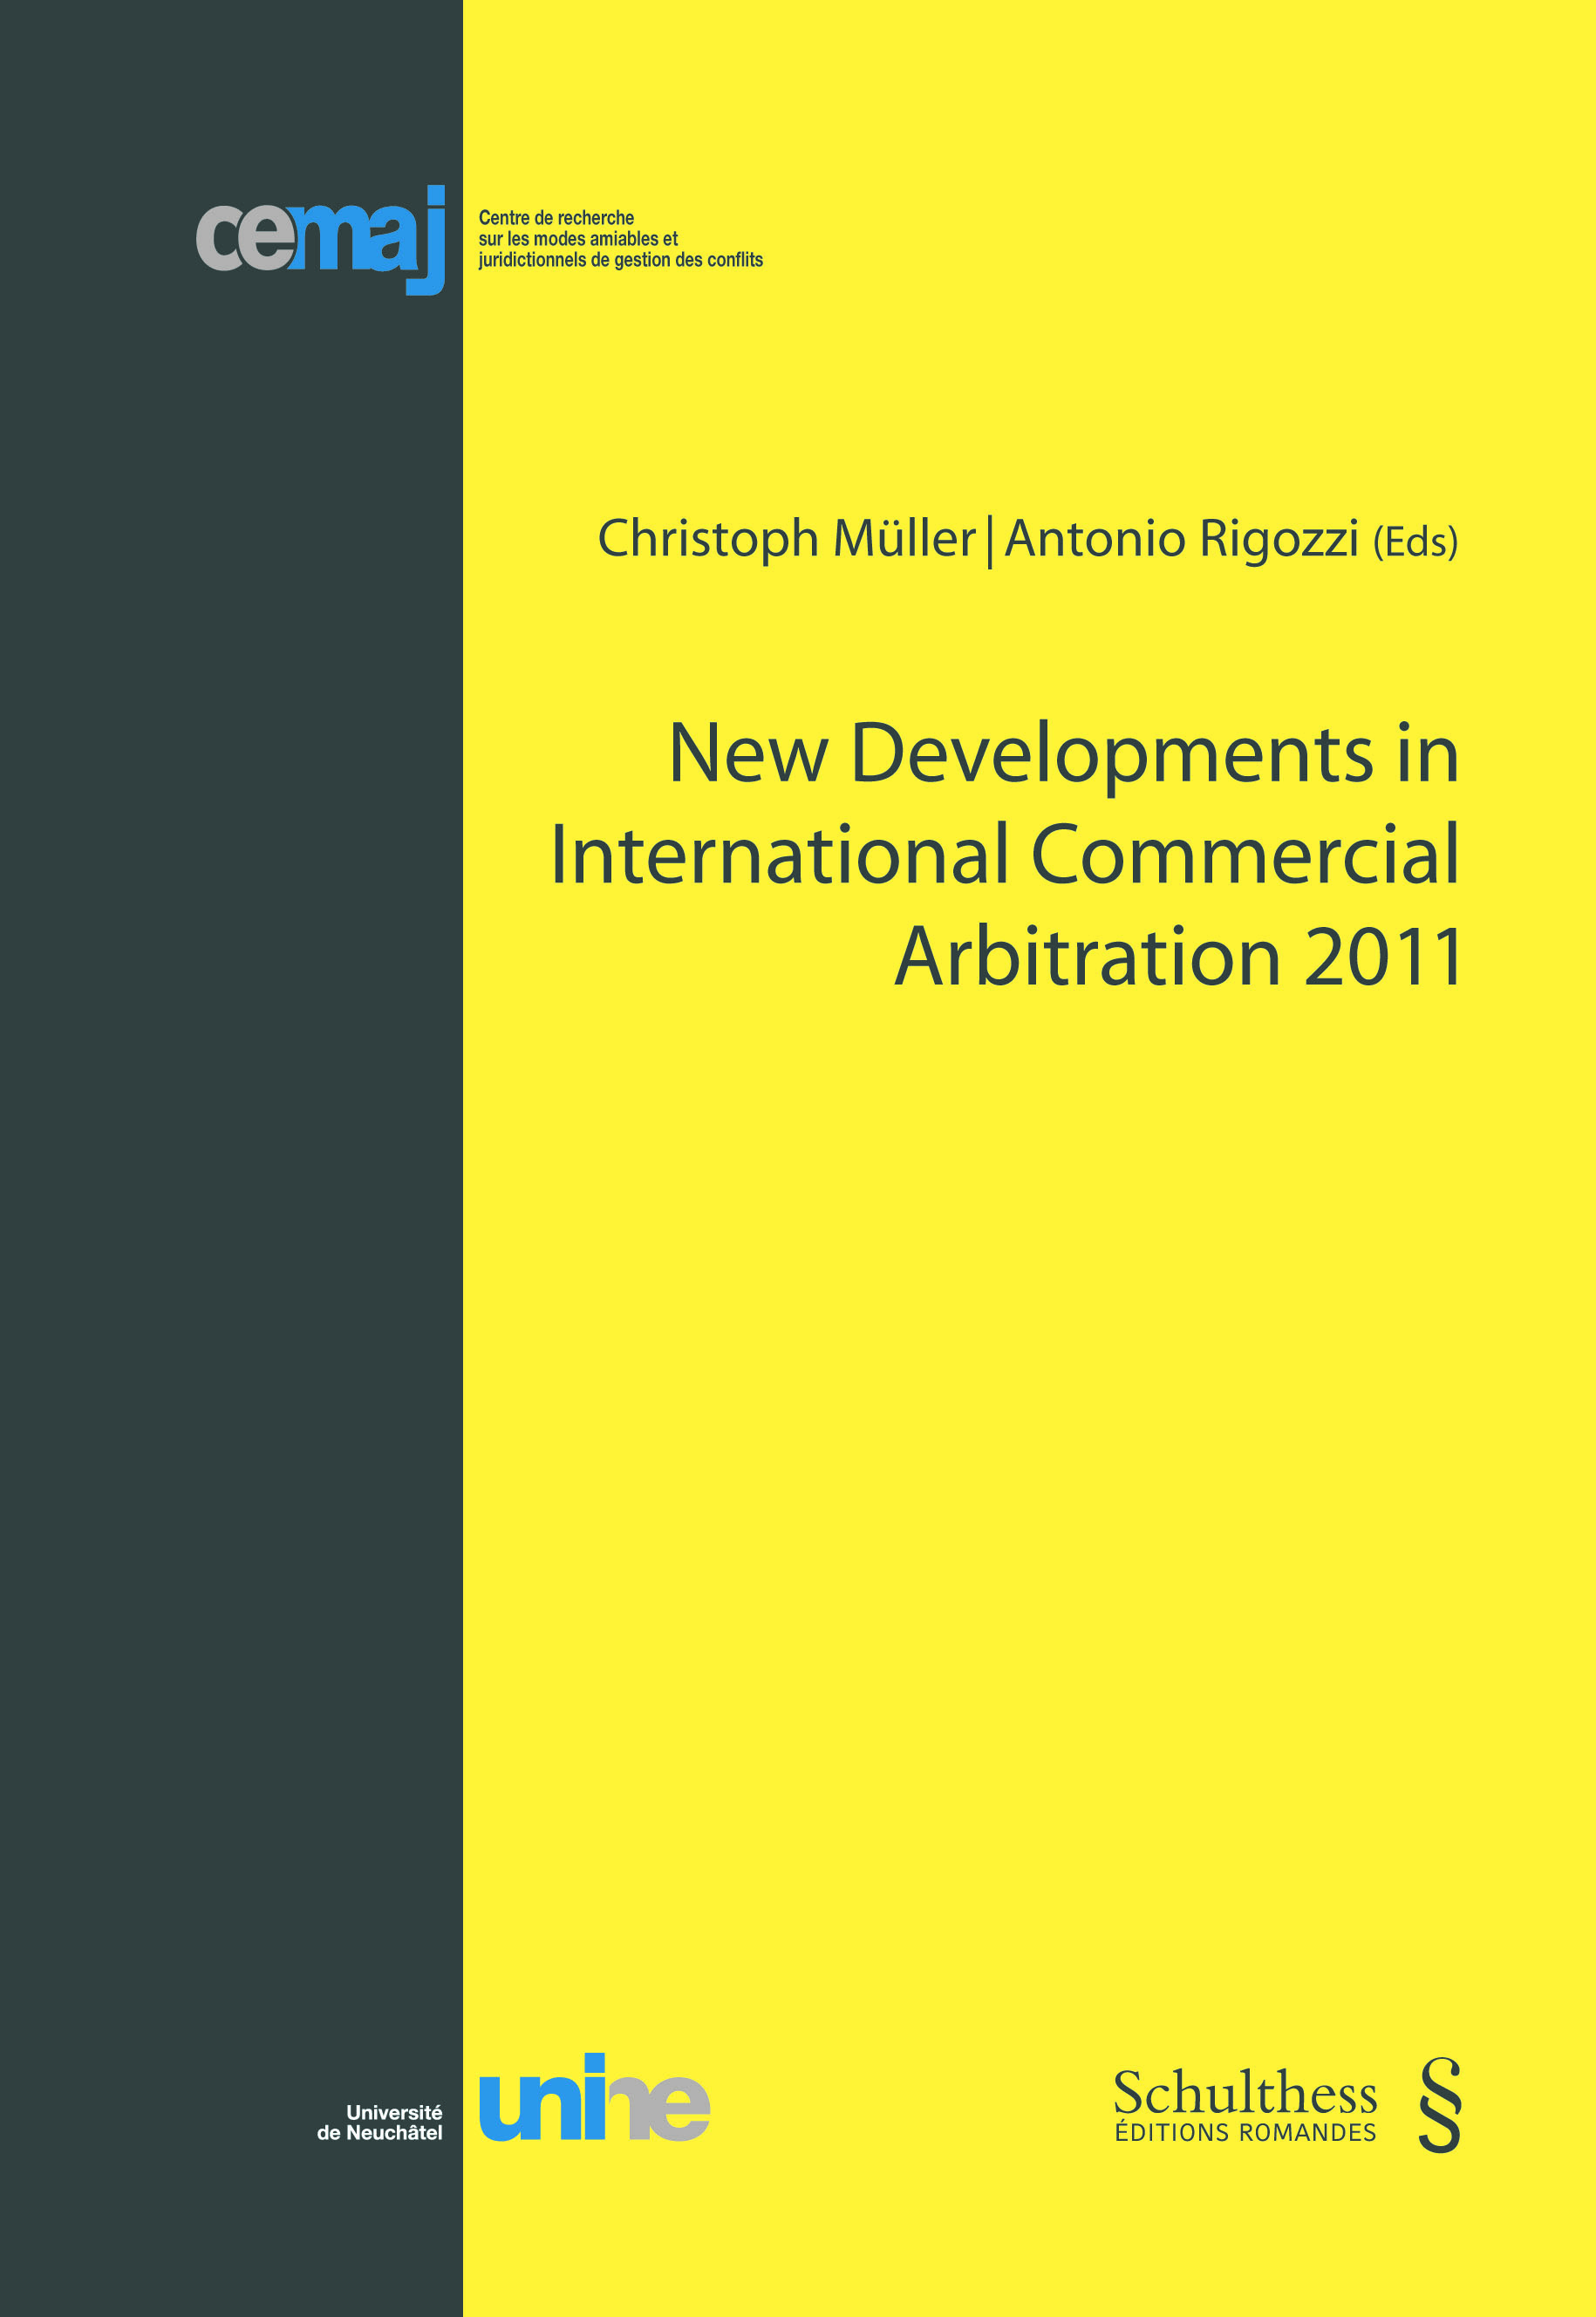 cemaj
Centre de recherche
sur les modes amiables et
juridictionnels de gestion des conflits
Christoph Müller|Antonio Rigozzi (Eds)
New Developments in
International Commercial
Arbitration 2011
Université
de Neuchâtel
unine
Schulthess §
ÉDITIONS ROMANDES